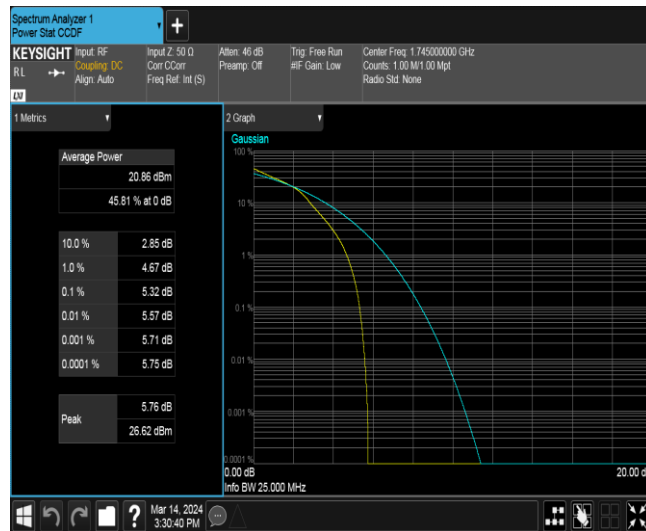 Spectrum Analyzer 1
Power Stat CCDF
+
KEYSIGHT
RL
LXI
Input: RF
Coupling: DC
Align: Auto
Input Z: 50 Ω
Corr CCorr
Freq Ref: Int (S)
Atten: 46 dB
Preamp: Off
Trig: Free Run
#IF Gain: Low
Center Freq: 1.745000000 GHz
Counts: 1.00 M/1.00 Mpt
Radio Std: None
1 Metrics
Average Power
20.86 dBm
45.81 % at 0 dB
10.0 % 2.85 dB
1.0 % 4.67 dB
0.1 % 5.32 dB
0.01 % 5.57 dB
0.001 % 5.71 dB
0.0001 % 5.75 dB
Peak
5.76 dB
26.62 dBm
2 Graph
Gaussian
100 %
10 %
1 %
0.1 %
0.01 %
0.001 %
0.0001 %
0.00 dB
20.00 d
Info BW 25.000 MHz
?
Mar 14, 2024
3:30:40 PM